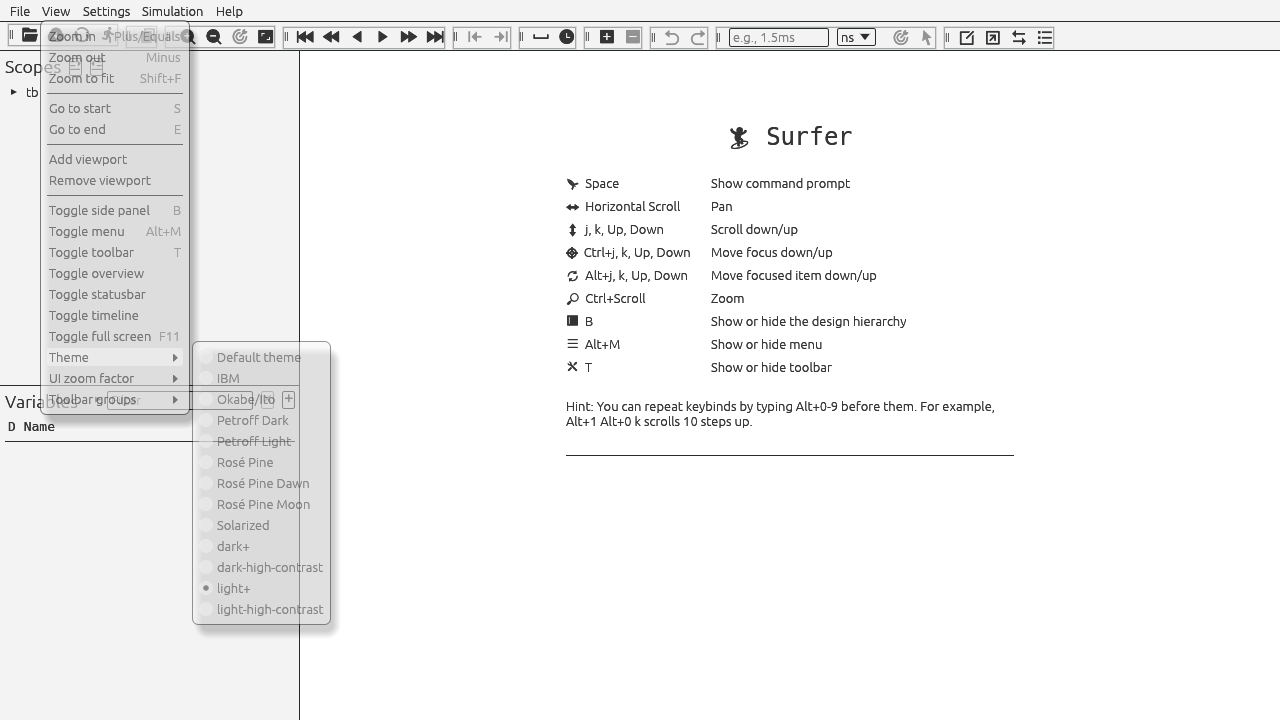 File View Settings Simulation Help
Zoom in Plus/Equals
e.g., 1.5ms
ns
Zoom out Minus
Scopes
Zoom to fit Shift+F
tb
Go to start S
Go to end E
Add viewport
Remove viewport
Toggle side panel B
Toggle menu Alt+M
Toggle toolbar T
Toggle overview
Toggle statusbar
Toggle timeline
Toggle full screen F11
Theme
UI zoom factor
Toolbar groups
Variables
D Name
Default theme
IBM
Okabe/Ito
Petroff Dark
Petroff Light
Rosé Pine
Rosé Pine Dawn
Rosé Pine Moon
Solarized
dark+
dark-high-contrast
light+
light-high-contrast
Surfer
Space Show command prompt
Horizontal Scroll Pan
j, k, Up, Down Scroll down/up
Ctrl+j, k, Up, Down Move focus down/up
Alt+j, k, Up, Down Move focused item down/up
Ctrl+Scroll Zoom
B Show or hide the design hierarchy
Alt+M Show or hide menu
T Show or hide toolbar
Hint: You can repeat keybinds by typing Alt+0-9 before them. For example,
Alt+1 Alt+0 k scrolls 10 steps up.